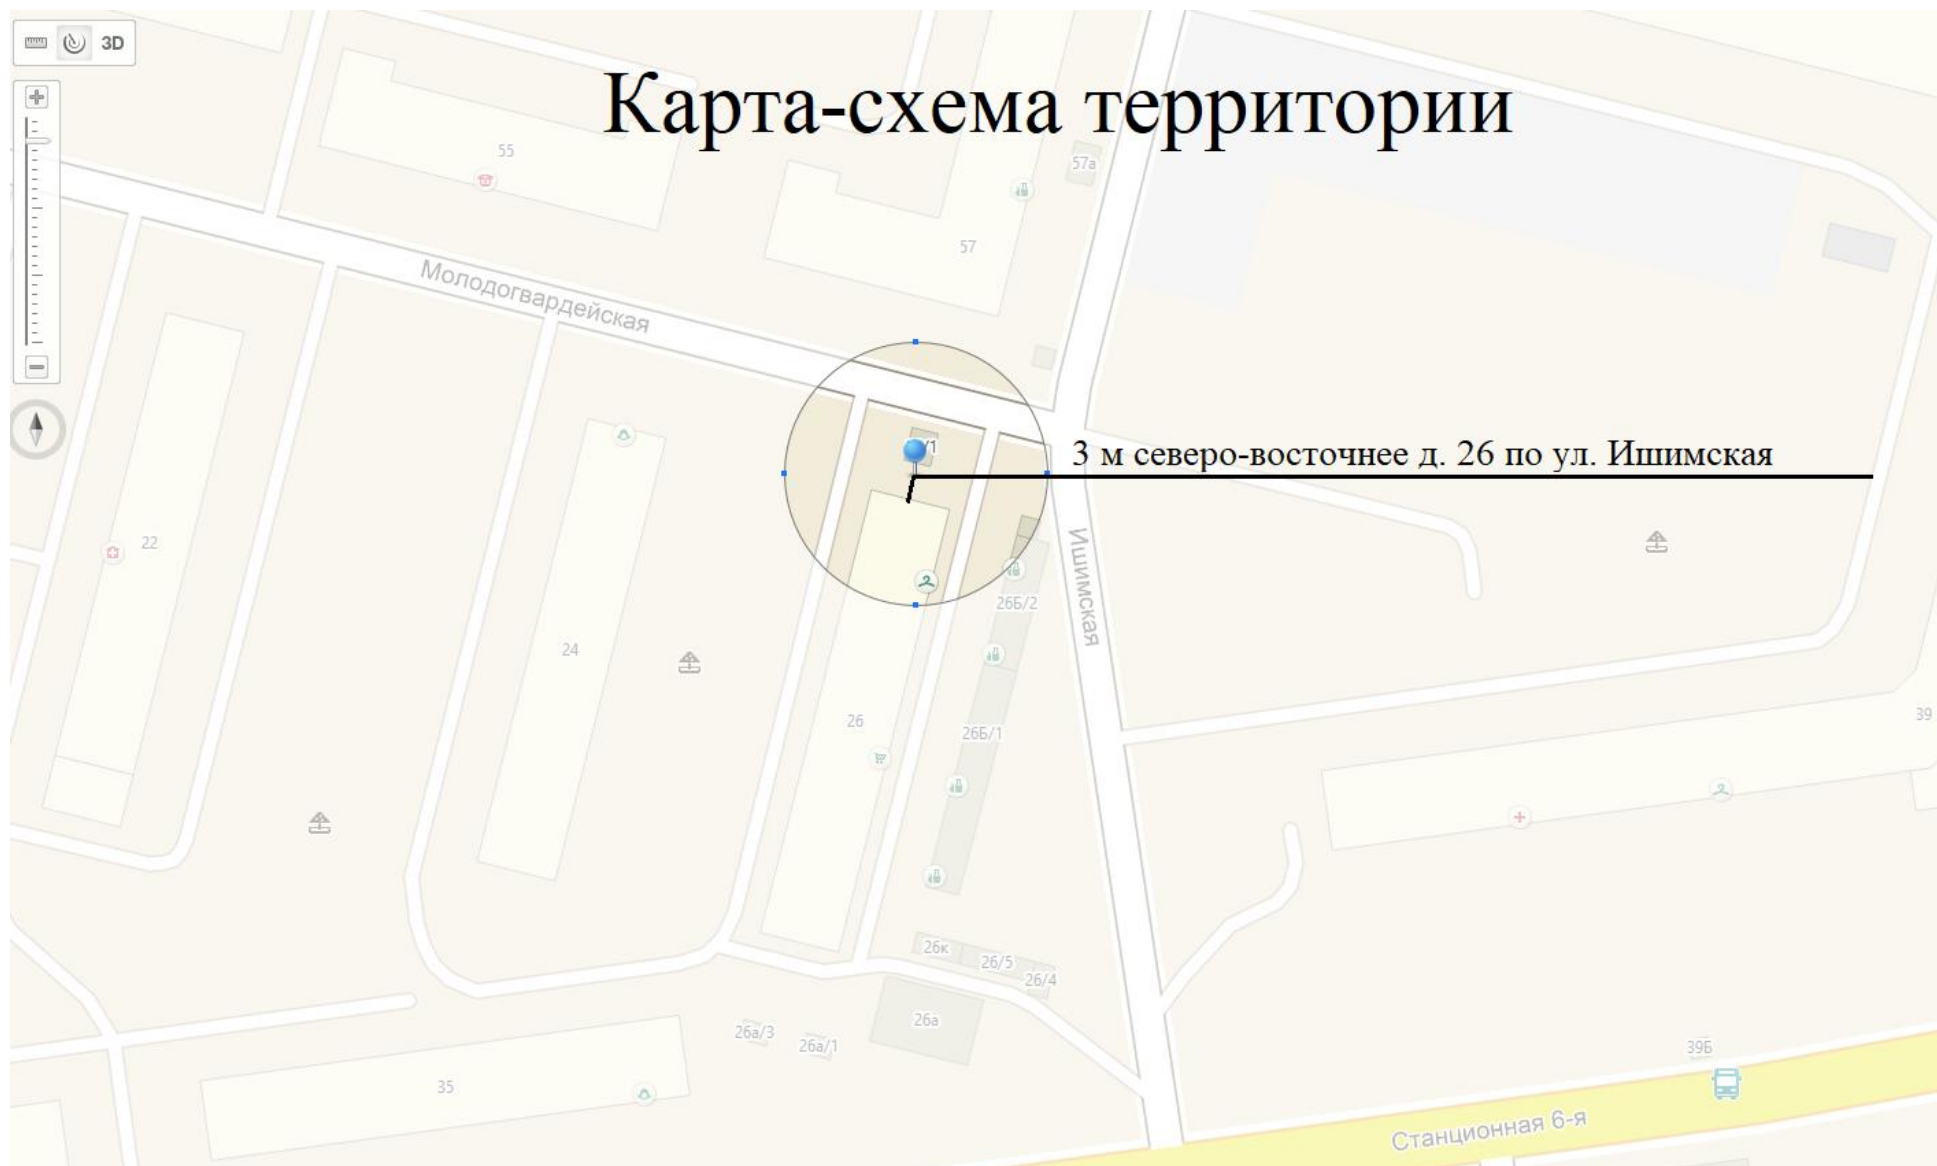 3D
Карта-схема территории
55
57а
57
Молодогвардейская
3 м северо-восточнее д. 26 по ул. Ишимская
22
Ишимская
26Б/2
24
26
26Б/1
39
26к
26/5
26/4
26а
26а/3
26а/1
39Б
35
Станционная 6-я